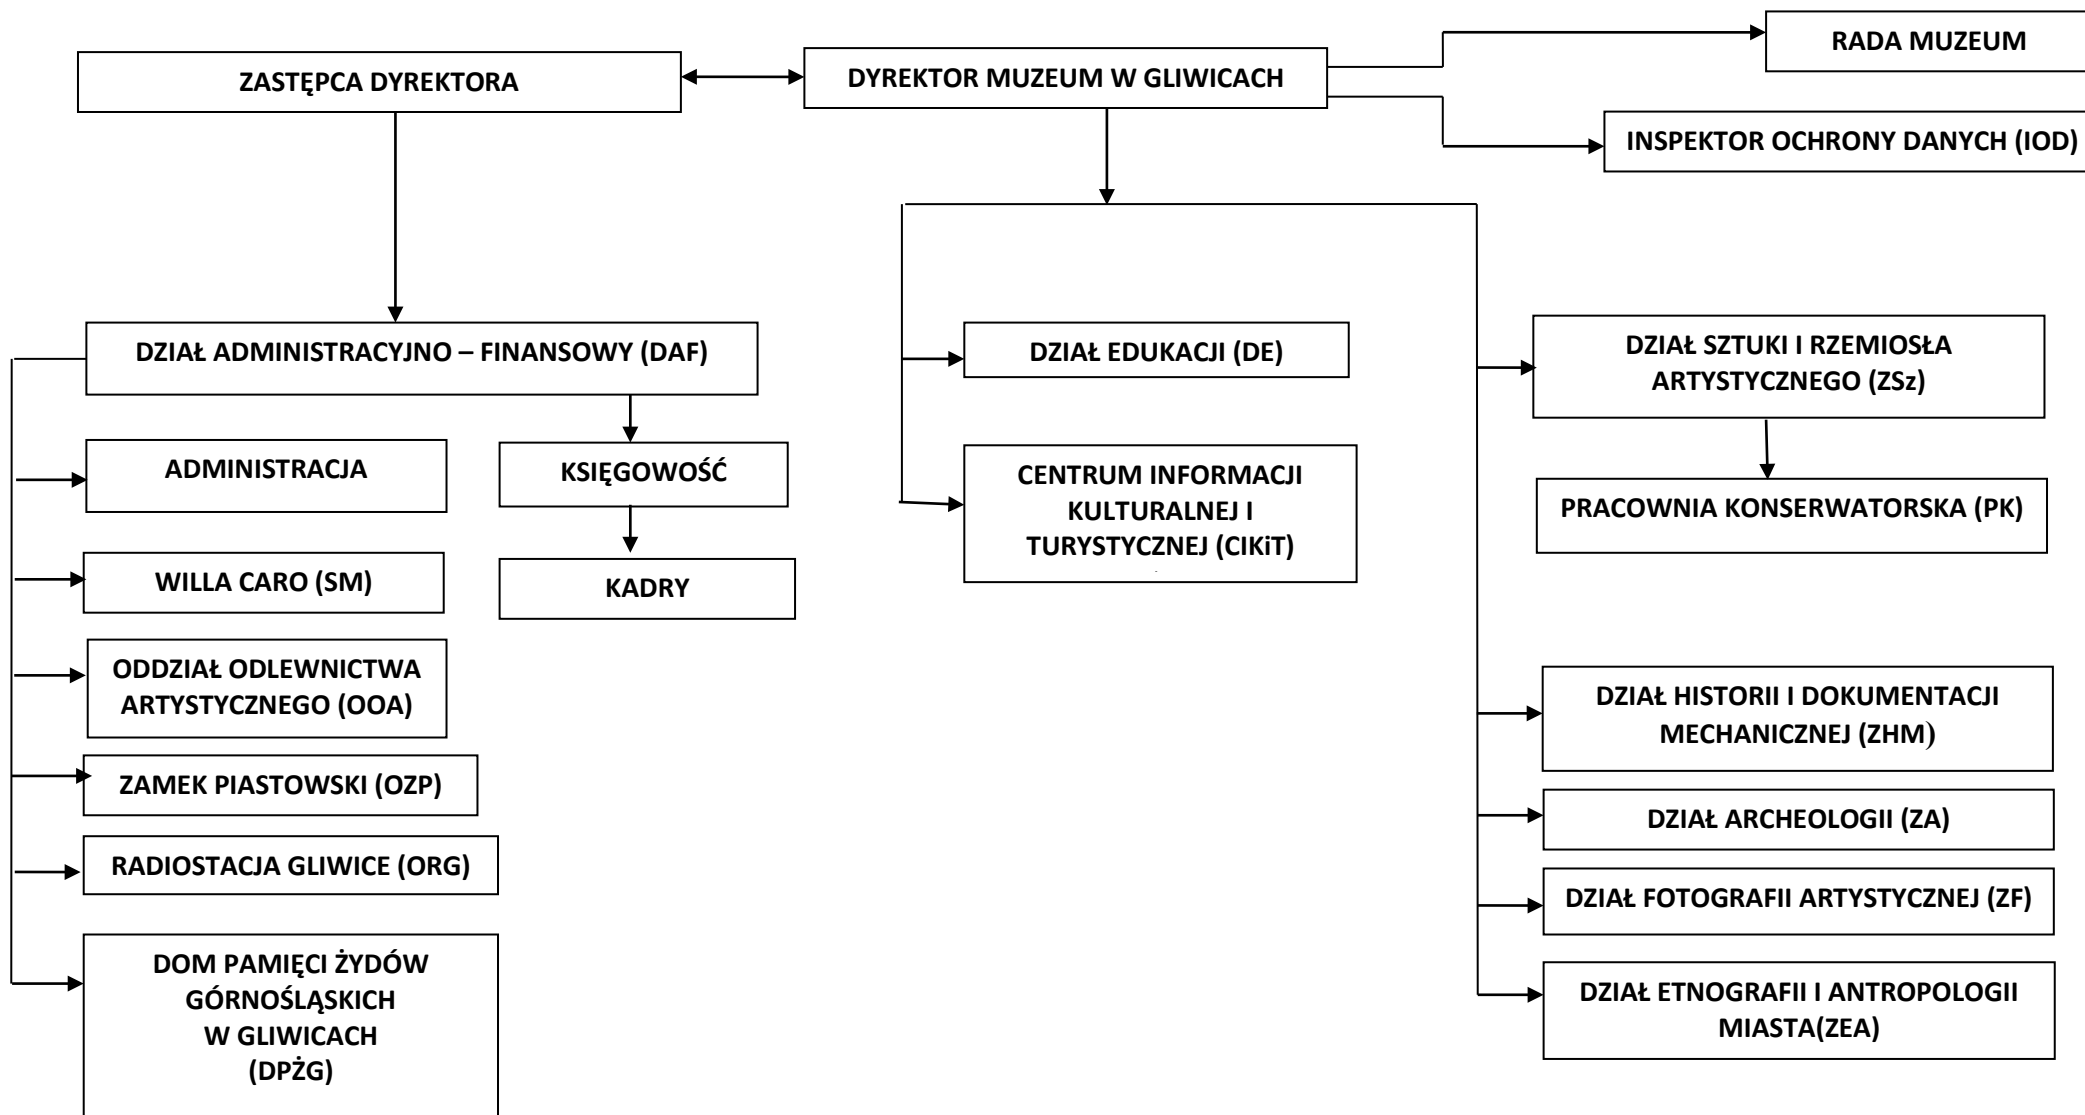 ZASTĘPCA DYREKTORA
DYREKTOR MUZEUM W GLIWICACH
RADA MUZEUM
INSPEKTOR OCHRONY DANYCH (IOD)
DZIAŁ ADMINISTRACYJNO – FINANSOWY (DAF)
ADMINISTRACJA
KSIĘGOWOŚĆ
KADRY
WILLA CARO (SM)
ODDZIAŁ ODLEWNICTWA
ARTYSTYCZNEGO (OOA)
ZAMEK PIASTOWSKI (OZP)
RADIOSTACJA GLIWICE (ORG)
DOM PAMIĘCI ŻYDÓW
GÓRNOŚLĄSKICH
W GLIWICACH
(DPŻG)
DZIAŁ EDUKACJI (DE)
CENTRUM INFORMACJI
KULTURALNEJ I
TURYSTYCZNEJ (CIKiT)
DZIAŁ SZTUKI I RZEMIOSŁA
ARTYSTYCZNEGO (ZSz)
PRACOWNIA KONSERWATORSKA (PK)
DZIAŁ HISTORII I DOKUMENTACJI
MECHANICZNEJ (ZHM)
DZIAŁ ARCHEOLOGII (ZA)
DZIAŁ FOTOGRAFII ARTYSTYCZNEJ (ZF)
DZIAŁ ETNOGRAFII I ANTROPOLOGII
MIASTA(ZEA)